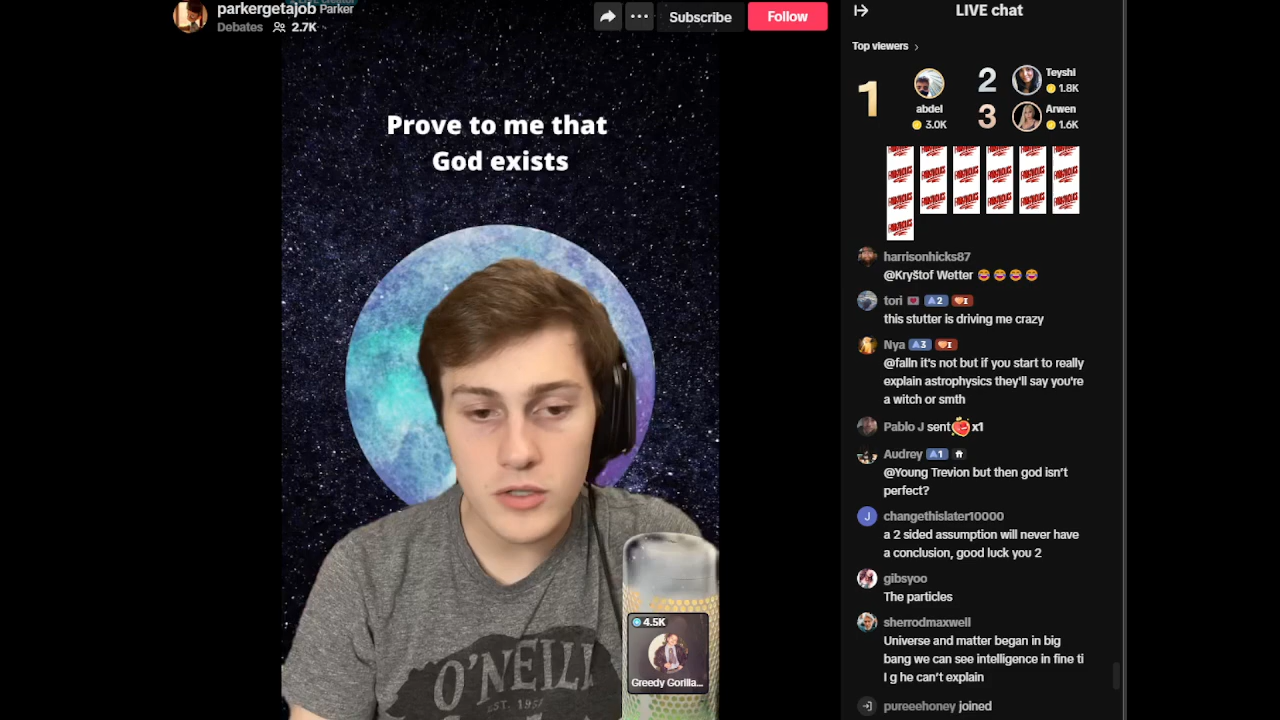 parkergetajob Parker
Debates 2.7K
Subscribe
Follow
Prove to me that
God exists
O'NEILL
EST. 1952
4.5K
Greedy Gorilla...
LIVE chat
Top viewers >
1
abdel
3.0K
2
Teyshi
1.8K
3
Arwen
1.6K
harrisonhicks87
@Kryštof Wetter
tori 2 I
this stutter is driving me crazy
Nya 3 I
@falln it's not but if you start to really
explain astrophysics they'll say you're
a witch or smth
Pablo J sent x1
Audrey 1
@Young Trevion but then god isn't
perfect?
J changethislater10000
a 2 sided assumption will never have
a conclusion, good luck you 2
gibsyoo
The particles
sherrodmaxwell
Universe and matter began in big
bang we can see intelligence in fine ti
I g he can't explain
pureeehoney joined